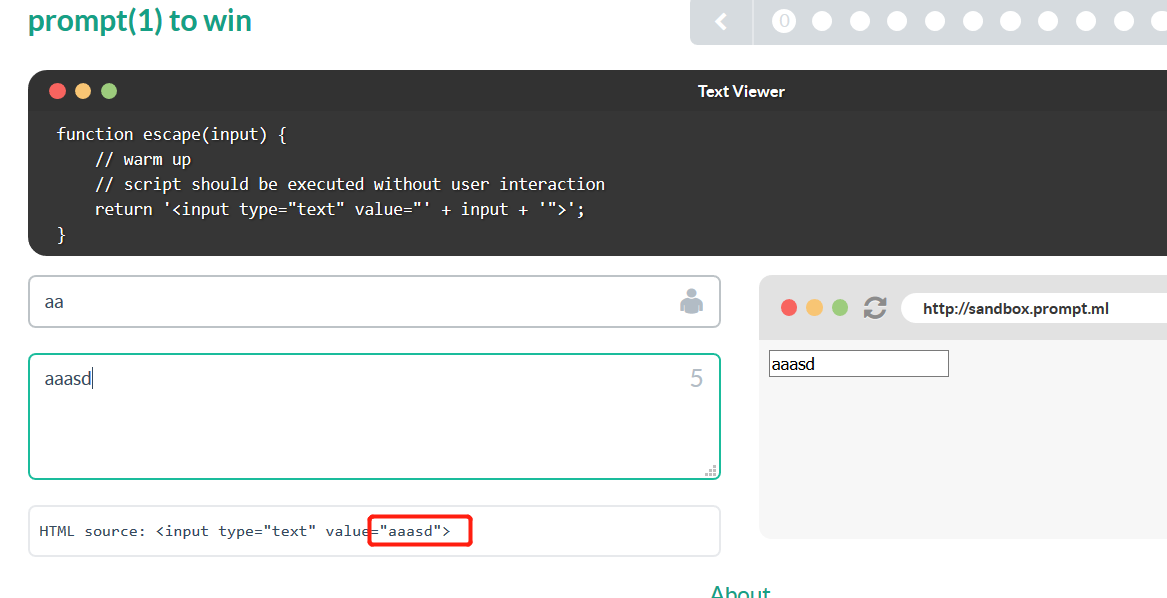 prompt(1) to win
0
Text Viewer
function escape(input) {
    // warm up
    // script should be executed without user interaction
    return '<input type="text" value="' + input + '">';
}
aa
aaasd
5
HTML source: <input type="text" value="aaasd">
http://sandbox.prompt.ml
aaasd
About